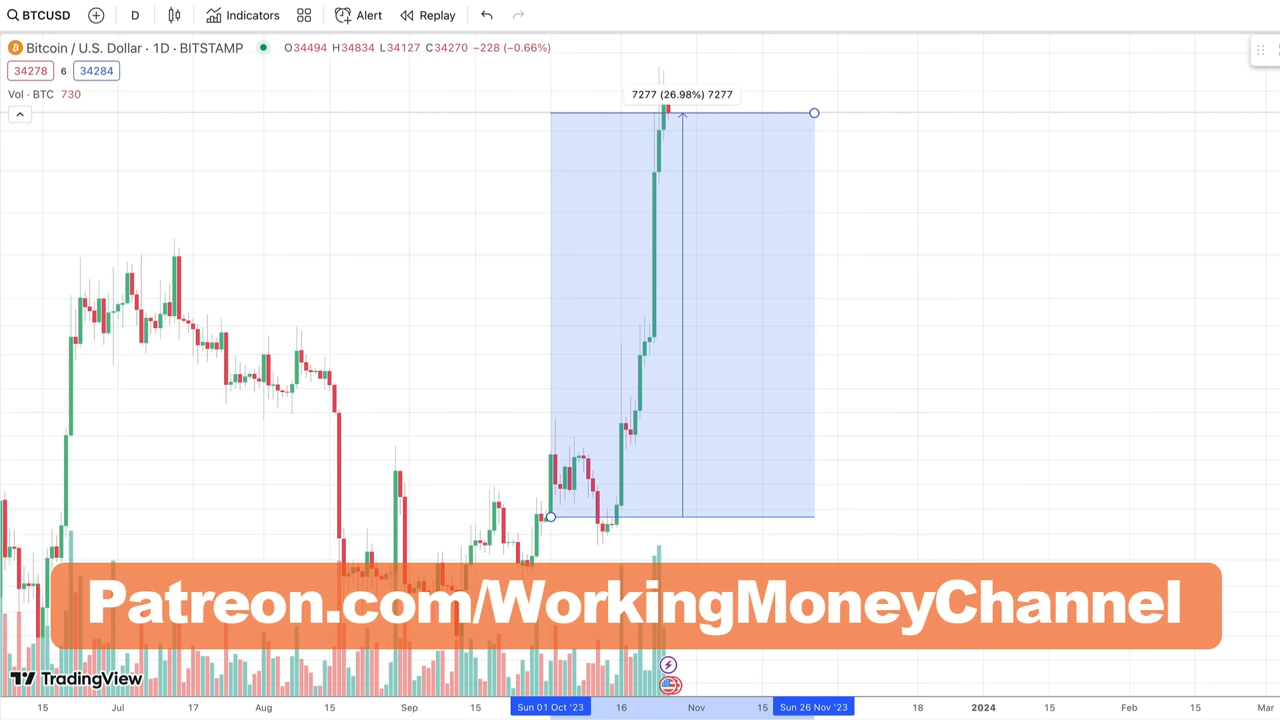 BTCUSD D Indicators Alert Replay
Bitcoin / U.S. Dollar · 1D · BITSTAMP O34494 H34834 L34127 C34270 −228 (−0.66%)
34278 6 34284
Vol · BTC 730
7277 (26.98%) 7277
Patreon.com/WorkingMoneyChannel
TradingView
15 Jul 17 Aug 15 Sep 15 Sun 01 Oct '23 16 Nov 15 Sun 26 Nov '23 18 2024 15 Feb 15 Mar